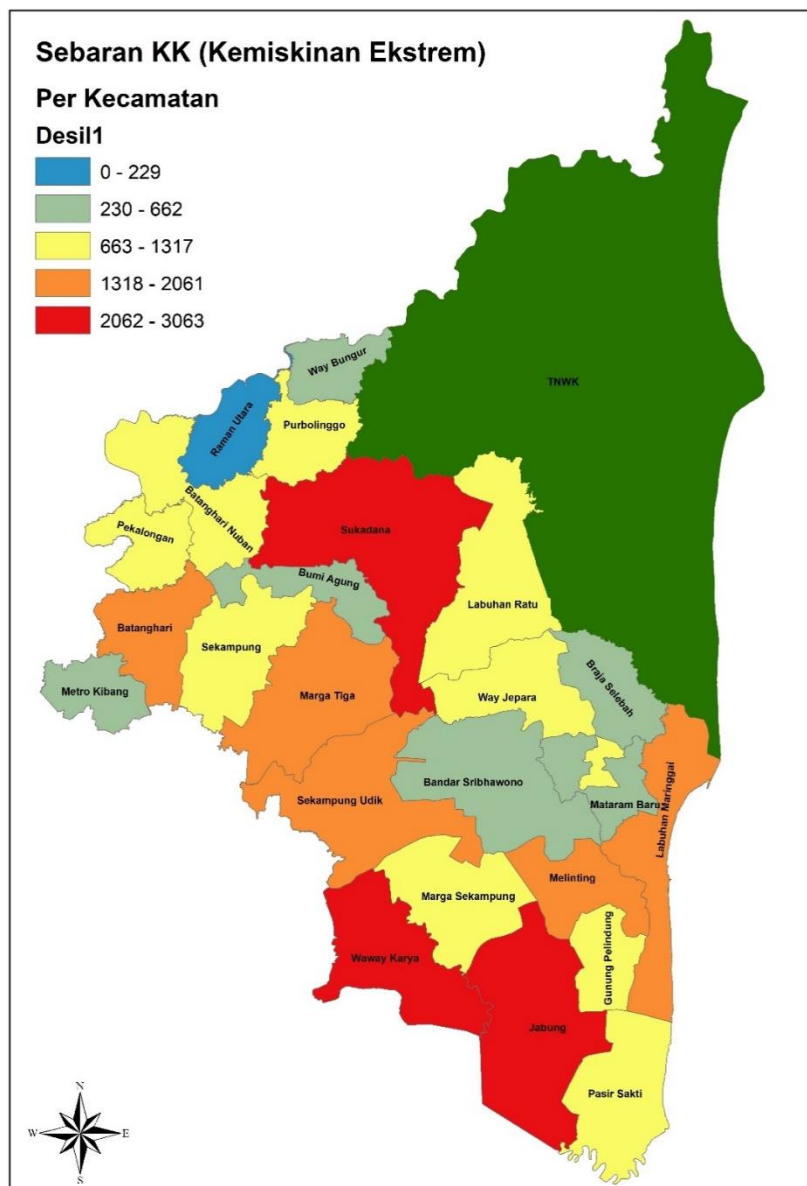 Sebaran KK (Kemiskinan Ekstrem)
Per Kecamatan
Desil1
0 - 229
230 - 662
663 - 1317
1318 - 2061
2062 - 3063
Way Bungur
TNWK
Raman Utara
Purbolinggo
Batanghari Nuban
Pekalongan
Sukadana
Bumi Agung
Labuhan Ratu
Batanghari
Sekampung
Braja Selebah
Metro Kibang
Marga Tiga
Way Jepara
Bandar Sribhawono
Sekampung Udik
Mataram Baru
Labuhan Maringgai
Melinting
Marga Sekampung
Gunung Pelindung
Waway Karya
Jabung
Pasir Sakti
N
W
E
S